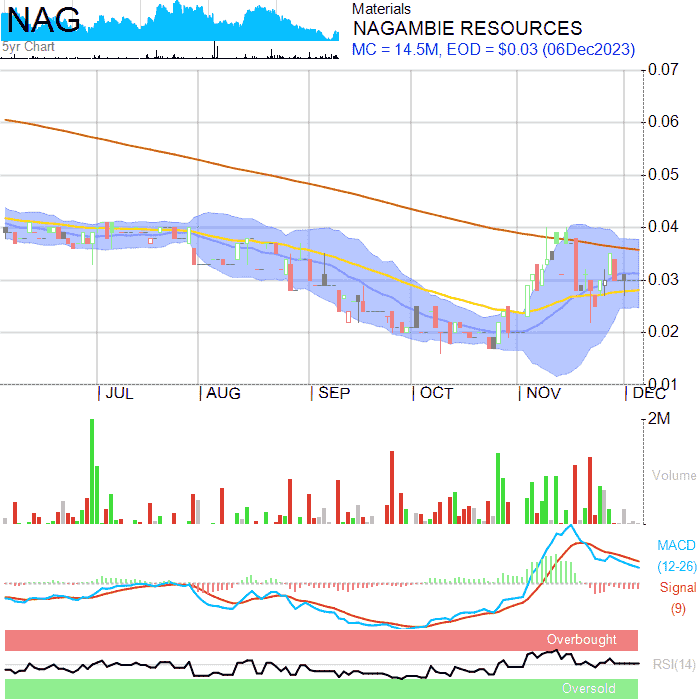 NAG
5yr Chart
Materials
NAGAMBIE RESOURCES
MC = 14.5M, EOD = $0.03 (06Dec2023)
0.07
0.06
0.05
0.04
0.03
0.02
0.01
JUL AUG SEP OCT NOV DEC
2M
Volume
MACD
(12-26)
Signal
(9)
Overbought
RSI(14)
Oversold